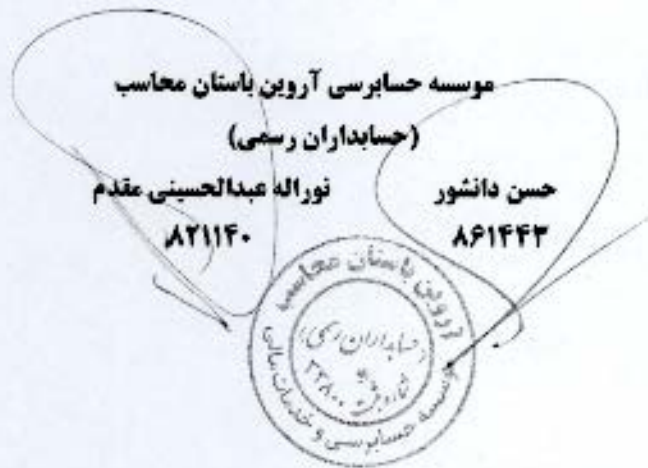 موسسه حسابرسی آروین باستان محاسب
(حسابداران رسمی)
حسن دانشور
نوراله عبدالحسینی مقدم
۸۶۱۴۴۳
۸۲۱۱۴۰
آروین باستان محاسب
(حسابداران رسمی)
موسسه حسابرسی و خدمات مالی